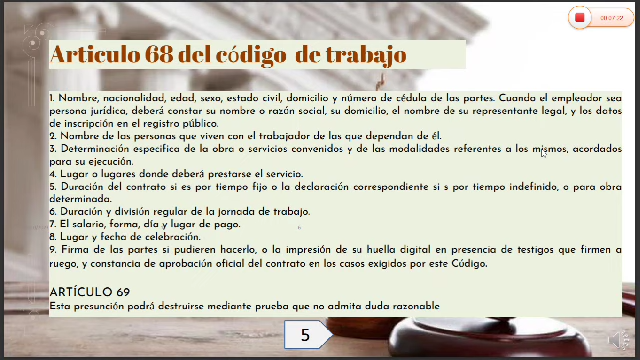 00:07:22
Articulo 68 del código de trabajo
1. Nombre, nacionalidad, edad, sexo, estado civil, domicilio y número de cédula de las partes. Cuando el empleador sea
persona jurídica, deberá constar su nombre o razón social, su domicilio, el nombre de su representante legal, y los datos
de inscripción en el registro público.
2. Nombre de las personas que viven con el trabajador de las que dependan de él.
3. Determinación especifica de la obra o servicios convenidos y de las modalidades referentes a los mismos, acordados
para su ejecución.
4. Lugar o lugares donde deberá prestarse el servicio.
5. Duración del contrato si es por tiempo fijo o la declaración correspondiente si s por tiempo indefinido, o para obra
determinada.
6. Duración y división regular de la jornada de trabajo.
7. El salario, forma, día y lugar de pago.
8. Lugar y fecha de celebración.
9. Firma de las partes si pudieren hacerlo, o la impresión de su huella digital en presencia de testigos que firmen a
ruego, y constancia de aprobación oficial del contrato en los casos exigidos por este Código.
ARTÍCULO 69
Esta presunción podrá destruirse mediante prueba que no admita duda razonable
5